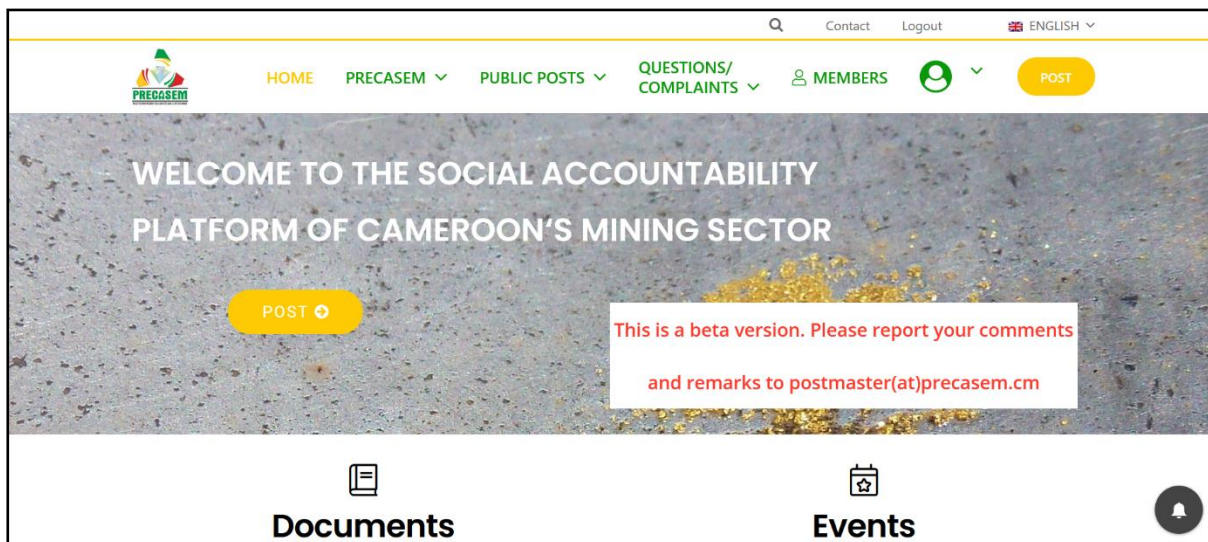 Contact Logout ENGLISH
PRECASEM
HOME PRECASEM PUBLIC POSTS QUESTIONS/
COMPLAINTS MEMBERS POST
WELCOME TO THE SOCIAL ACCOUNTABILITY
PLATFORM OF CAMEROON'S MINING SECTOR
POST
This is a beta version. Please report your comments
and remarks to postmaster(at)precasem.cm
Documents Events